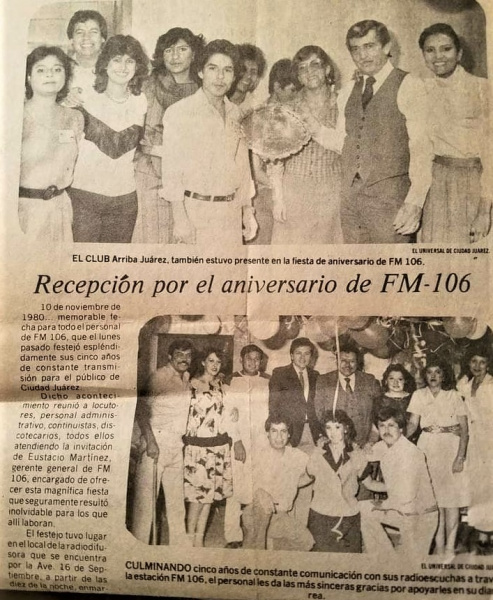 EL UNIVERSAL DE CIUDAD JUAREZ
EL CLUB Arriba Juárez, también estuvo presente en la fiesta de aniversario de FM 106.
Recepción por el aniversario de FM-106
10 de noviembre de
1980... memorable fe
cha para todo el personal
de FM 106, que el lunes
pasado festejó espléndi
damente sus cinco años
de constante transmi
sión para el público de
Ciudad Juárez.
Dicho aconteci
miento reunió a locuto
res, personal adminis
trativo, continuistas, dis
cotecarios, todos ellos
atendiendo la invitación
de Eustacio Martínez,
gerente general de FM
106, encargado de ofre
cer esta magnífica fiesta
que seguramente resultó
inolvidable para los que
allí laboran.
El festejo tuvo lugar
en el local de la radiodifu
sora que se encuentra
por la Ave. 16 de Sep
tiembre, a partir de las
diez de la noche, enmar
EL UNIVERSAL DE CIUDAD JUAREZ
CULMINANDO cinco años de constante comunicación con sus radioescuchas a trav
la estación FM 106, el personal les da las más sinceras gracias por apoyarles en su dia
rea.